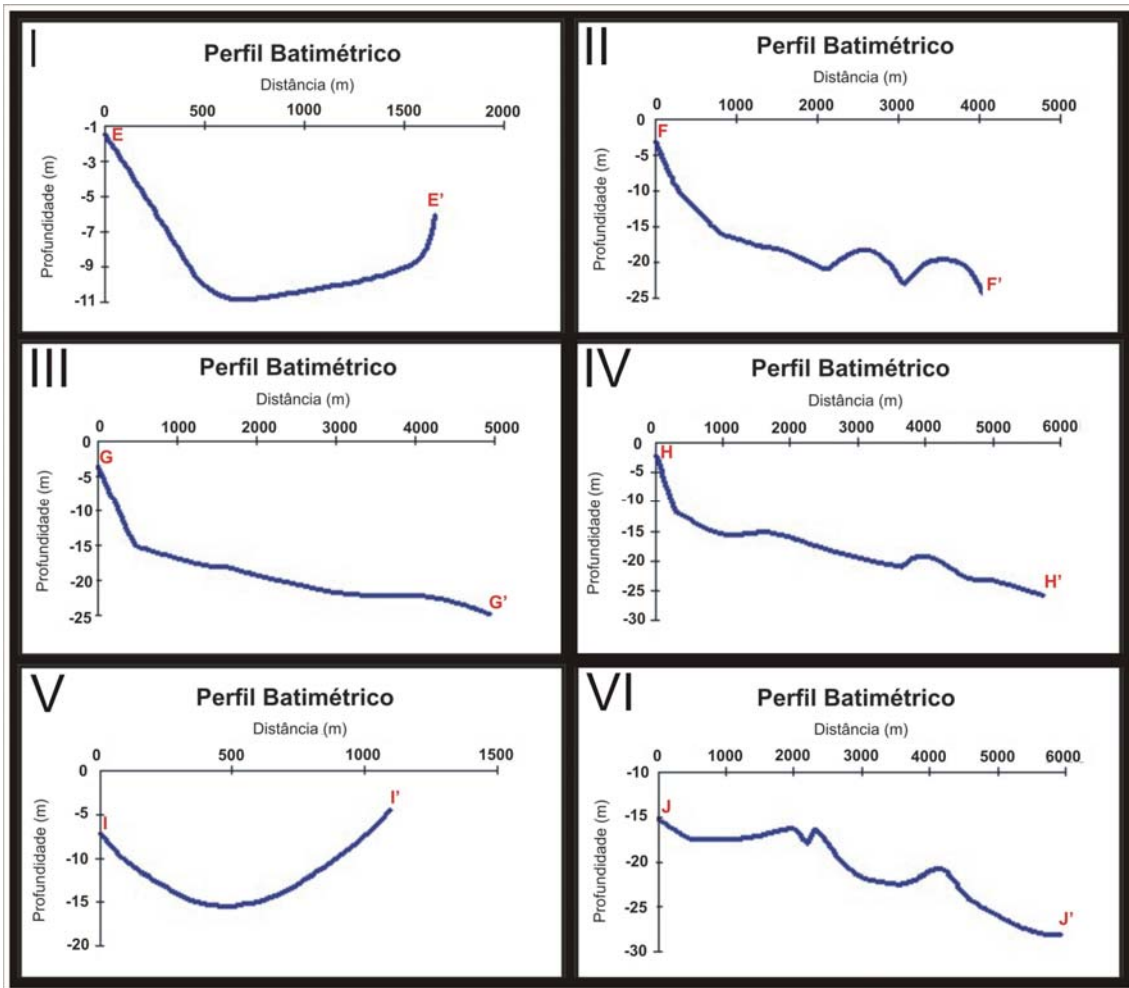 I
Perfil Batimétrico
Distância (m)
0 500 1000 1500 2000
Profundidade (m)
-1
-3
-5
-7
-9
-11
E
E'
II
Perfil Batimétrico
Distância (m)
0 1000 2000 3000 4000 5000
Profundidade (m)
0
-5
-10
-15
-20
-25
F
F'
III
Perfil Batimétrico
Distância (m)
0 1000 2000 3000 4000 5000
Profundidade (m)
0
-5
-10
-15
-20
-25
G
G'
IV
Perfil Batimétrico
Distância (m)
0 1000 2000 3000 4000 5000 6000
Profundidade (m)
0
-5
-10
-15
-20
-25
-30
H
H'
V
Perfil Batimétrico
Distância (m)
0 500 1000 1500
Profundidade (m)
0
-5
-10
-15
-20
I
I'
VI
Perfil Batimétrico
Distância (m)
0 1000 2000 3000 4000 5000 6000
Profundidade (m)
-10
-15
-20
-25
-30
J
J'